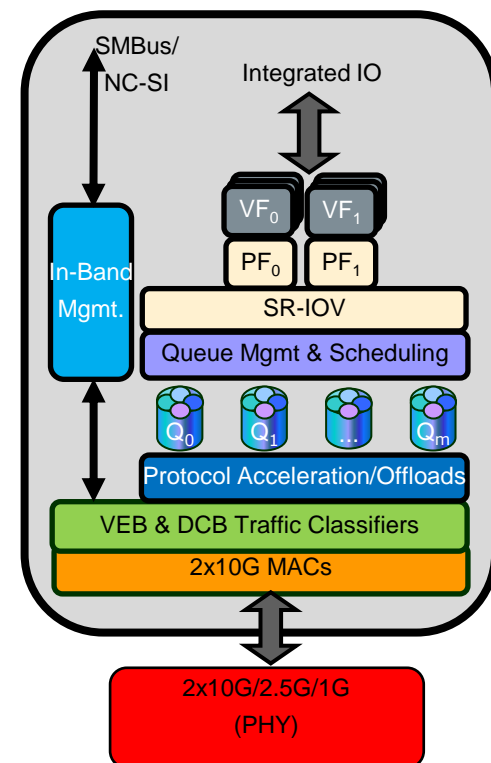 SMBus/
NC-SI
Integrated IO
VF0 VF1
PF0 PF1
In-Band
Mgmt.
SR-IOV
Queue Mgmt & Scheduling
Q0 Q1 ... Qm
Protocol Acceleration/Offloads
VEB & DCB Traffic Classifiers
2x10G MACs
2x10G/2.5G/1G
(PHY)